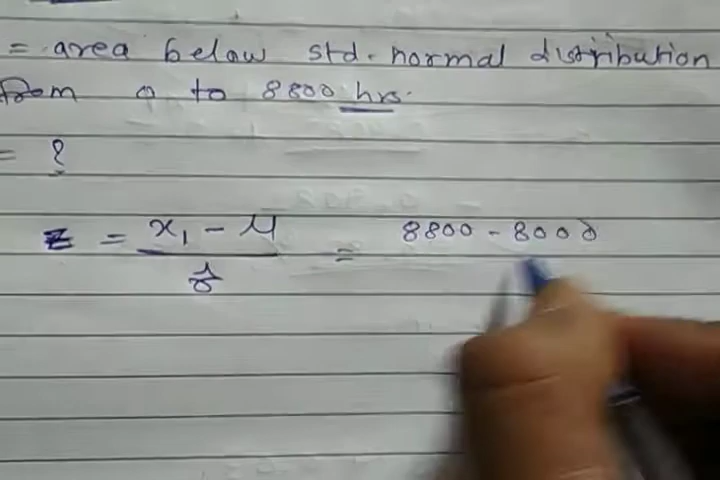 = area below std. normal distribution
from 0 to 8800 hrs.
= ?
z = x₁ - μ / σ = 8800 - 8000